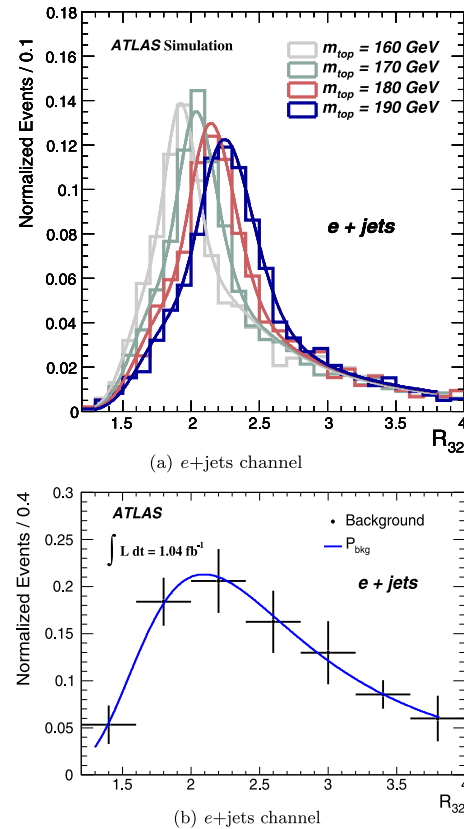 0.18
ATLAS Simulation
m_top = 160 GeV
0.16
m_top = 170 GeV
m_top = 180 GeV
0.14
m_top = 190 GeV
0.12
Normalized Events / 0.1
0.1
e + jets
0.08
0.06
0.04
0.02
0
1.5 2 2.5 3 3.5 4
R_32
(a) e+jets channel
0.3
ATLAS
Background
∫ L dt = 1.04 fb⁻¹
P_bkg
0.25
e + jets
Normalized Events / 0.4
0.2
0.15
0.1
0.05
0
1.5 2 2.5 3 3.5 4
R_32
(b) e+jets channel